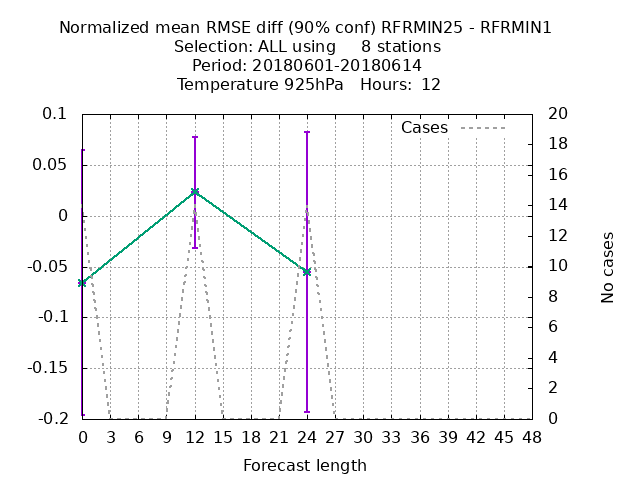 Normalized mean RMSE diff (90% conf) RFRMIN25 - RFRMIN1
Selection: ALL using     8 stations
Period: 20180601-20180614
Temperature 925hPa   Hours:  12
Cases
0.1
0.05
0
-0.05
-0.1
-0.15
-0.2
20
18
16
14
12
10
8
6
4
2
0
No cases
0 3 6 9 12 15 18 21 24 27 30 33 36 39 42 45 48
Forecast length